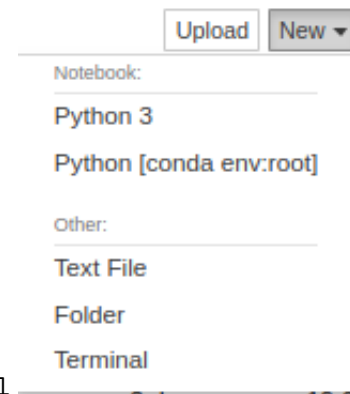 Upload New
Notebook:
Python 3
Python [conda env:root]
Other:
Text File
Folder
Terminal